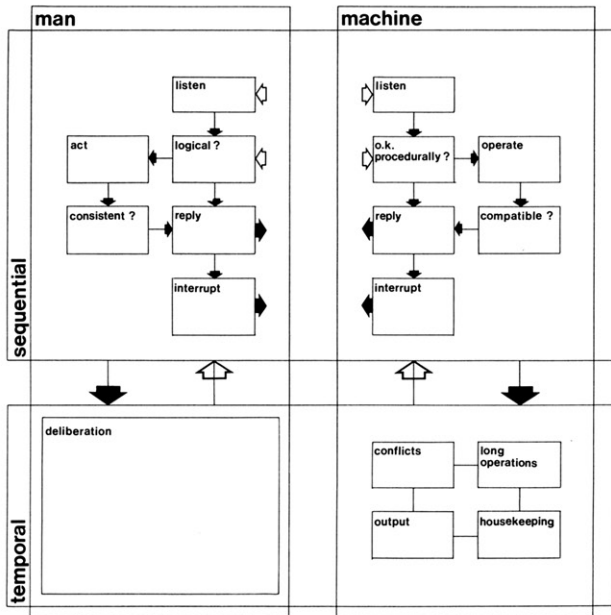 man
machine
sequential
listen
listen
act
logical ?
o.k.
procedurally ?
operate
consistent ?
reply
reply
compatible ?
interrupt
interrupt
temporal
deliberation
conflicts
long
operations
output
housekeeping